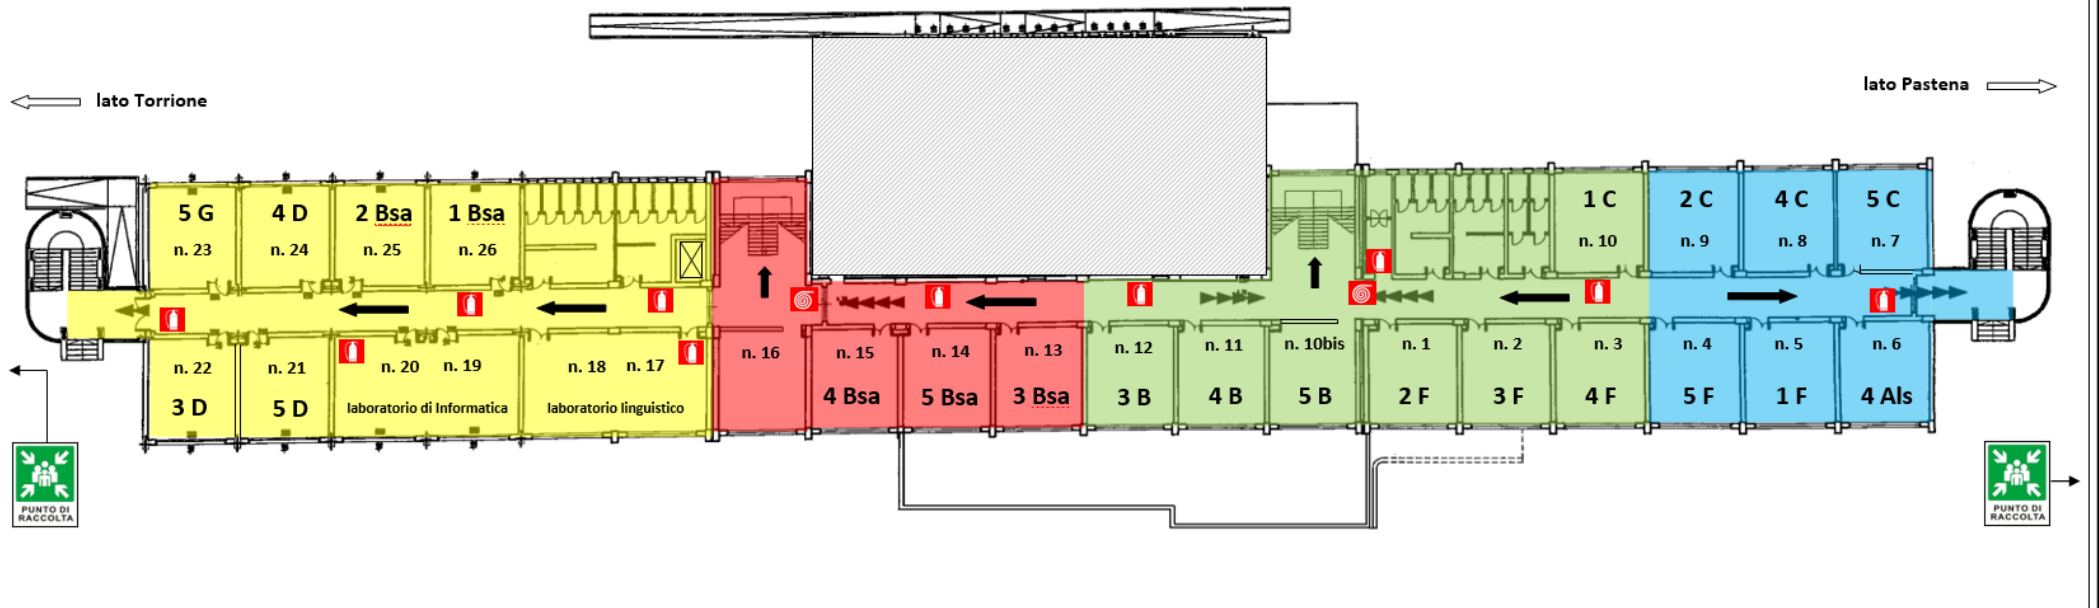 lato Torrione
lato Pastena
5 G
n. 23
4 D
n. 24
2 Bsa
n. 25
1 Bsa
n. 26
1 C
n. 10
2 C
n. 9
4 C
n. 8
5 C
n. 7
n. 22
3 D
n. 21
5 D
n. 20
n. 19
laboratorio di Informatica
n. 18
n. 17
laboratorio linguistico
n. 16
n. 15
4 Bsa
n. 14
5 Bsa
n. 13
3 Bsa
n. 12
3 B
n. 11
4 B
n. 10bis
5 B
n. 1
2 F
n. 2
3 F
n. 3
4 F
n. 4
5 F
n. 5
1 F
n. 6
4 Als
PUNTO DI
RACCOLTA
PUNTO DI
RACCOLTA